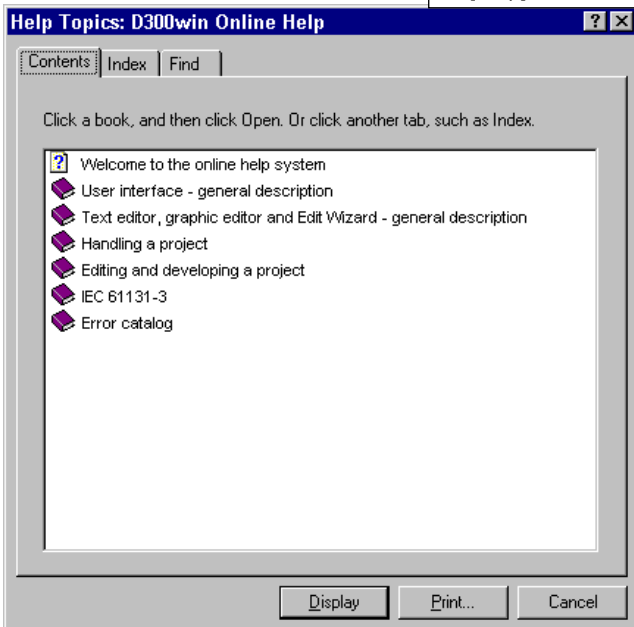 Help Topics: D300win Online Help
Contents Index Find
Click a book, and then click Open. Or click another tab, such as Index.
Welcome to the online help system
User interface - general description
Text editor, graphic editor and Edit Wizard - general description
Handling a project
Editing and developing a project
IEC 61131-3
Error catalog
Display Print... Cancel